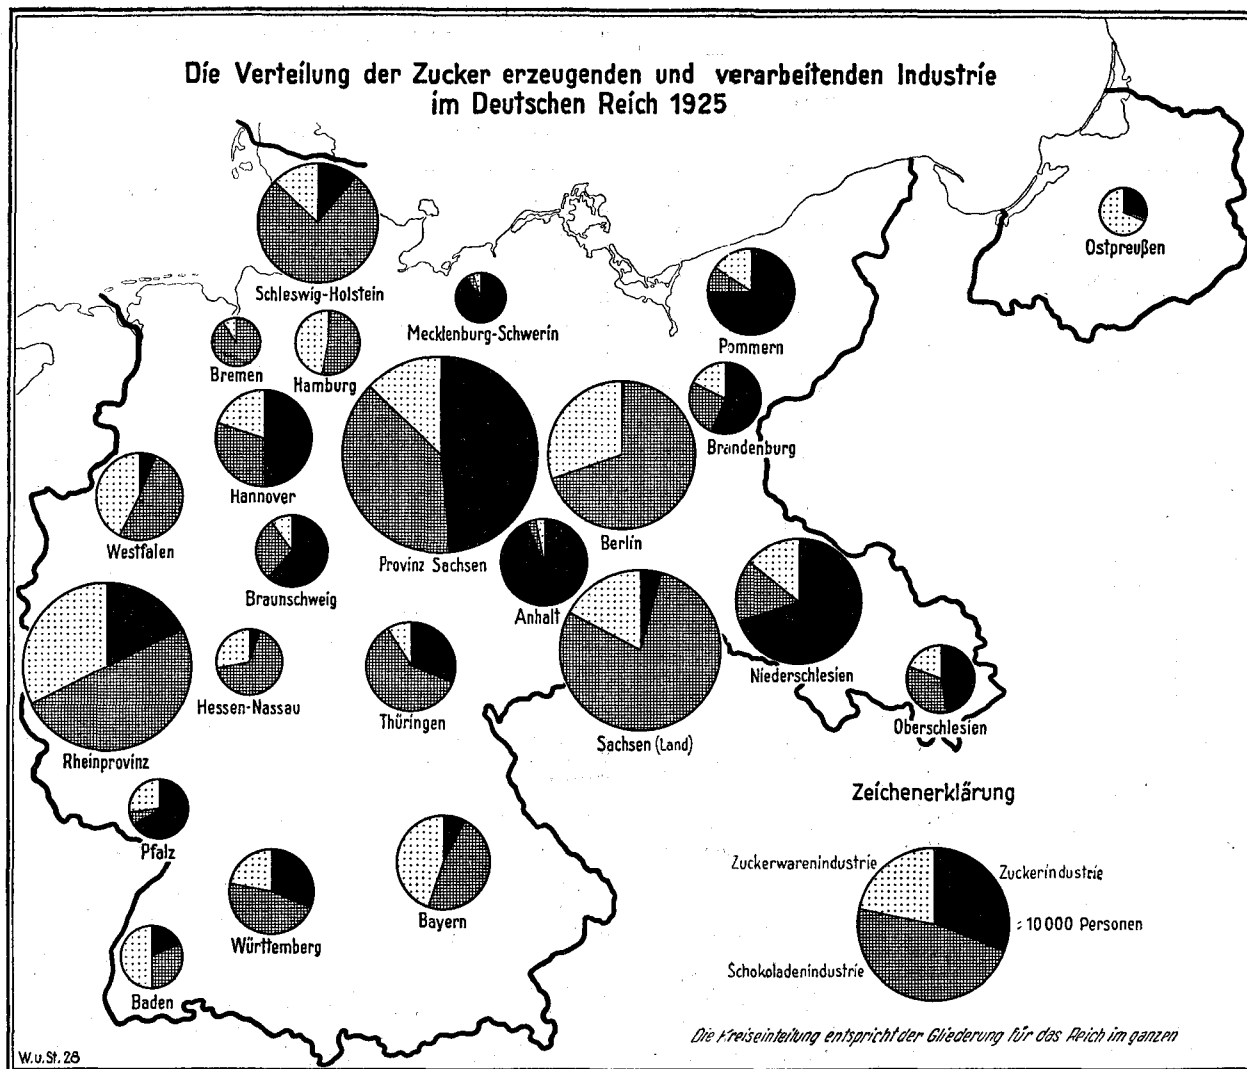 Die Verteilung der Zucker erzeugenden und verarbeitenden Industrie
im Deutschen Reich 1925
Ostpreußen
Schleswig-Holstein
Mecklenburg-Schwerin
Pommern
Bremen
Hamburg
Brandenburg
Hannover
Westfalen
Provinz Sachsen
Berlin
Braunschweig
Anhalt
Niederschlesien
Hessen-Nassau
Thüringen
Oberschlesien
Sachsen (Land)
Rheinprovinz
Zeichenerklärung
Pfalz
Zuckerwarenindustrie
Zuckerindustrie
= 10 000 Personen
Bayern
Württemberg
Schokoladenindustrie
Baden
Die Kreiseinteilung entspricht der Gliederung für das Reich im ganzen
W.u.St. 28